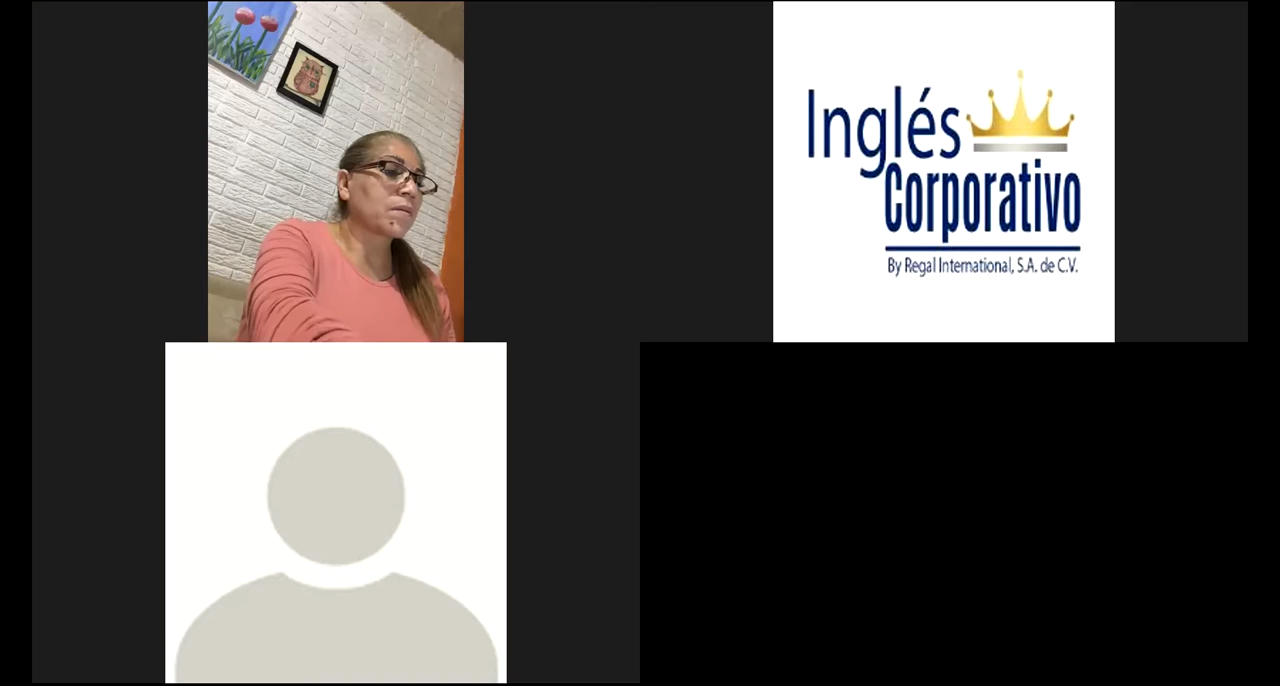 Inglés
Corporativo
By Regal International, S.A. de C.V.